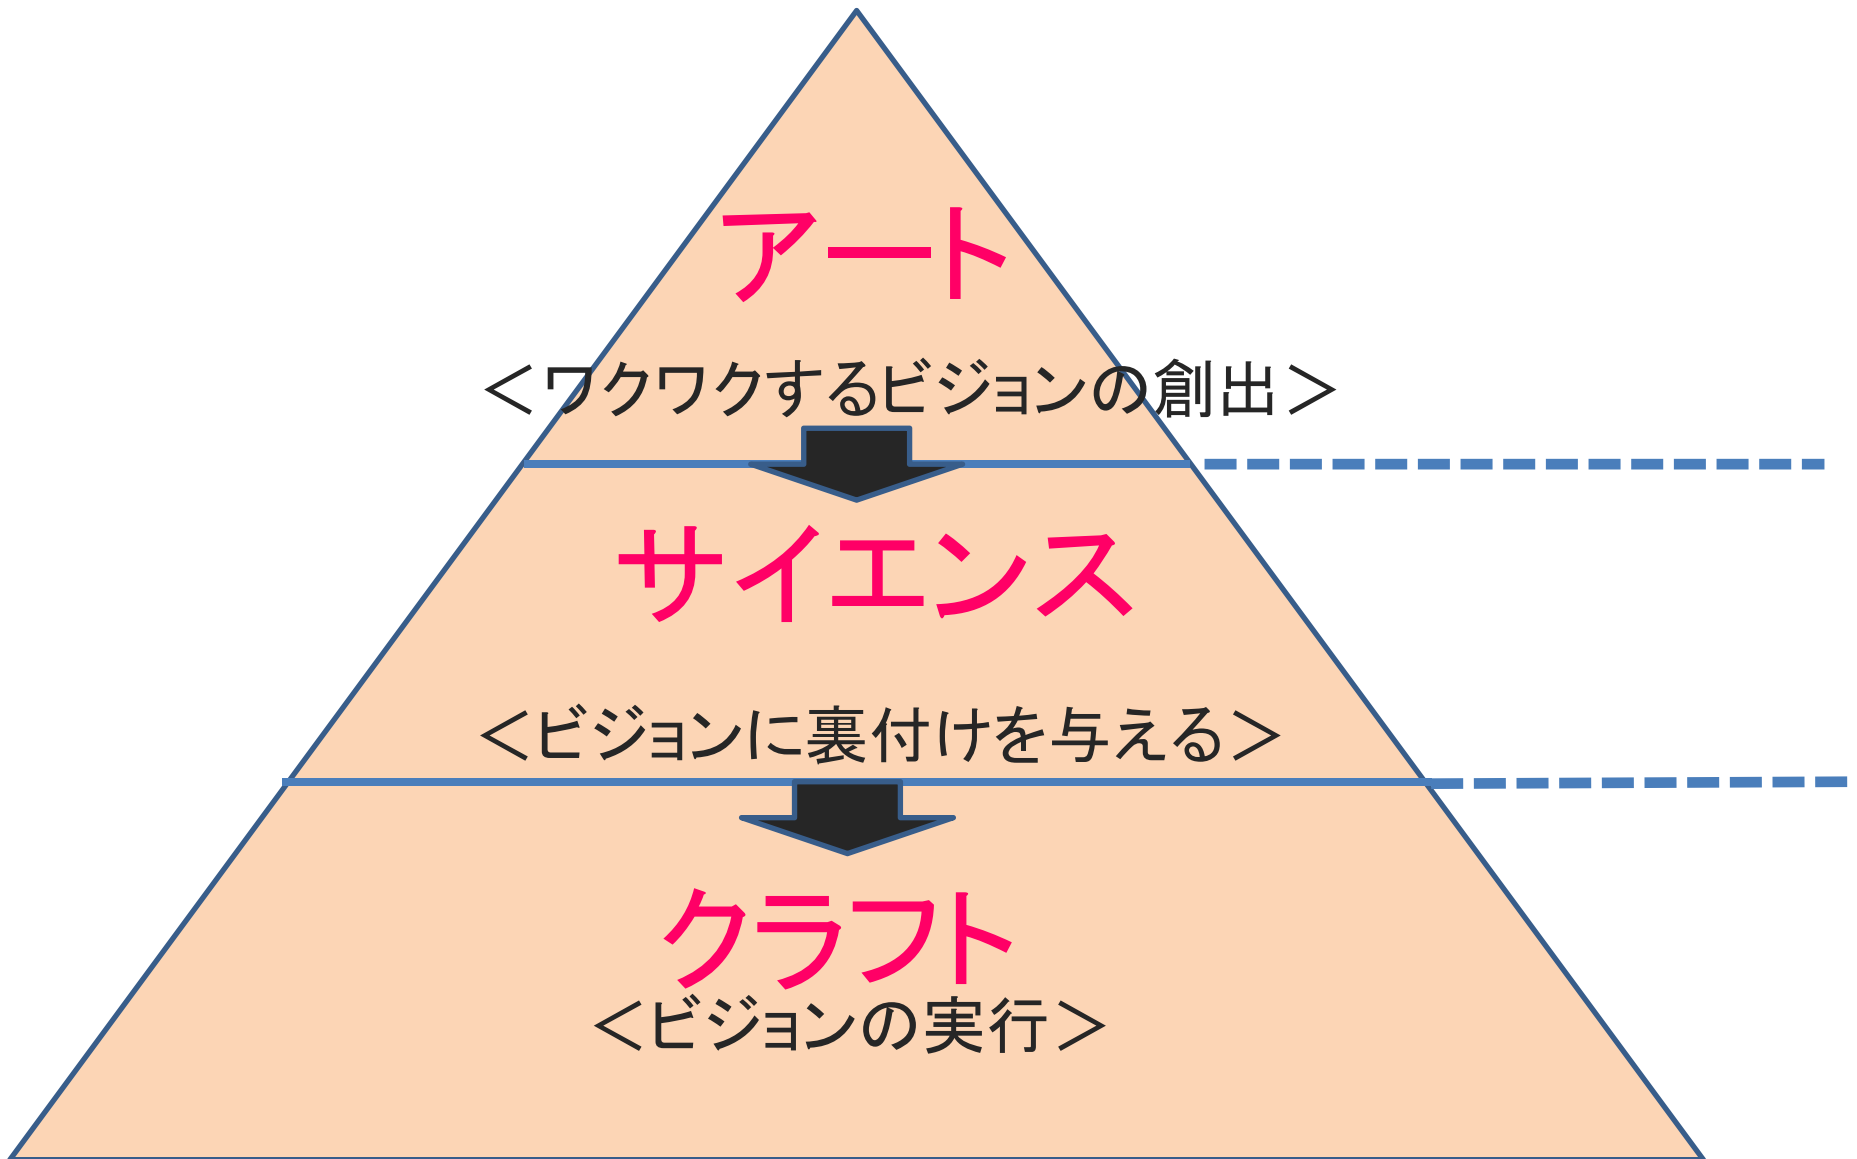 アート
＜ワクワクするビジョンの創出＞
サイエンス
＜ビジョンに裏付けを与える＞
クラフト
＜ビジョンの実行＞